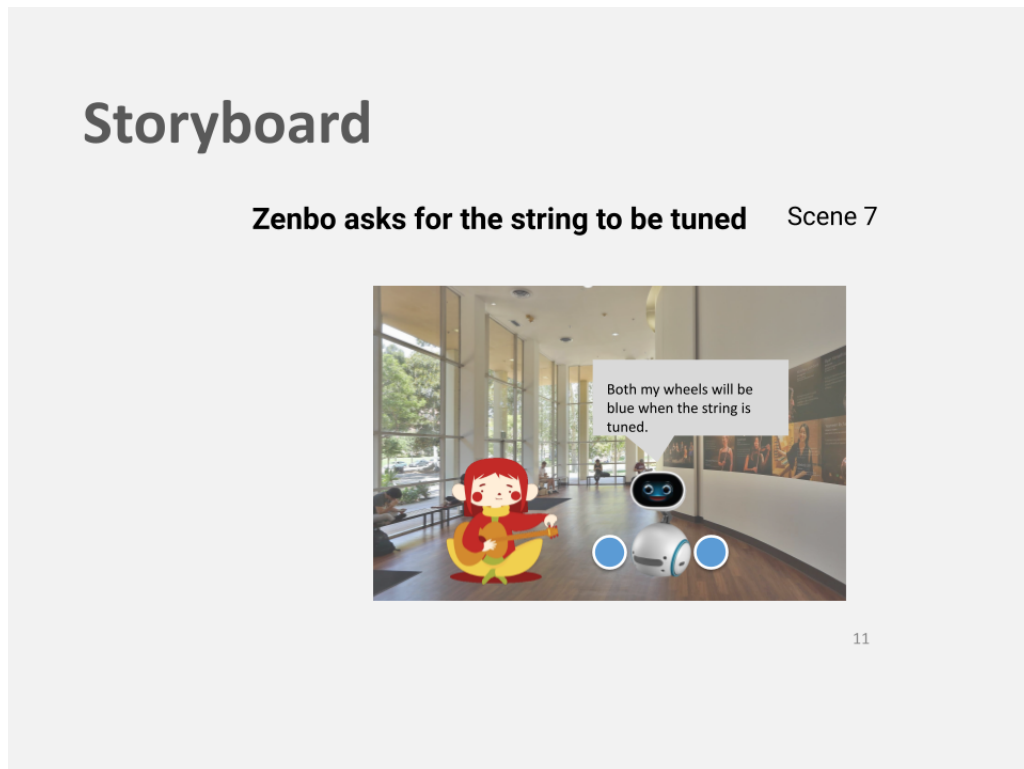 Storyboard
Zenbo asks for the string to be tuned
Scene 7
Both my wheels will be
blue when the string is
tuned.
11